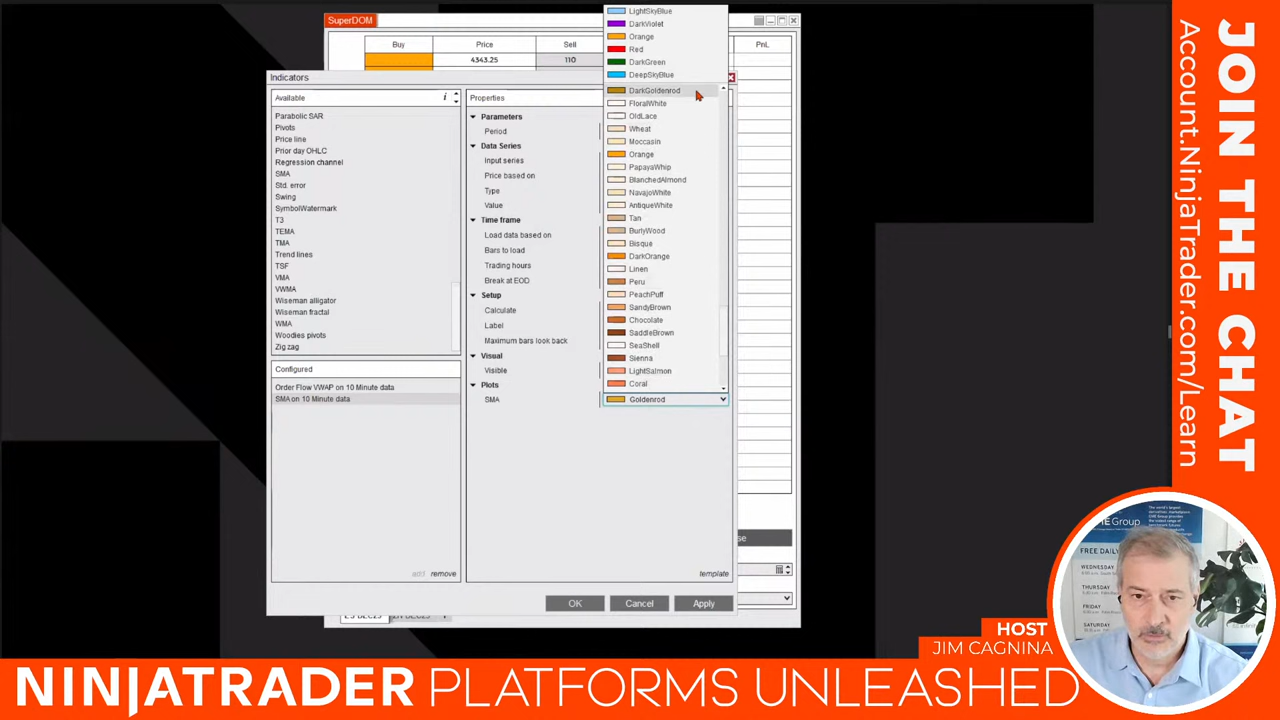 SuperDOM
Buy
Price
Sell
PnL
4343.25
110
Indicators
Available
i
Parabolic SAR
Pivots
Price line
Prior day OHLC
Regression channel
SMA
Std. error
Swing
SymbolWatermark
T3
TEMA
TMA
Trend lines
TSF
VMA
VWMA
Wiseman alligator
Wiseman fractal
WMA
Woodies pivots
Zig zag
Configured
Order Flow VWAP on 10 Minute data
SMA on 10 Minute data
add
remove
Properties
Parameters
Period
Data Series
Input series
Price based on
Type
Value
Time frame
Load data based on
Bars to load
Trading hours
Break at EOD
Setup
Calculate
Label
Maximum bars look back
Visual
Visible
Plots
SMA
LightSkyBlue
DarkViolet
Orange
Red
DarkGreen
DeepSkyBlue
DarkGoldenrod
FloralWhite
OldLace
Wheat
Moccasin
Orange
PapayaWhip
BlanchedAlmond
NavajoWhite
AntiqueWhite
Tan
BurlyWood
Bisque
DarkOrange
Linen
Peru
PeachPuff
SandyBrown
Chocolate
SaddleBrown
SeaShell
Sienna
LightSalmon
Coral
Goldenrod
template
OK
Cancel
Apply
JOIN THE CHAT
Account.NinjaTrader.com/Learn
FREE DAILY
WEDNESDAY
THURSDAY
FRIDAY
SATURDAY
HOST
JIM CAGNINA
NINJATRADER PLATFORMS UNLEASHED